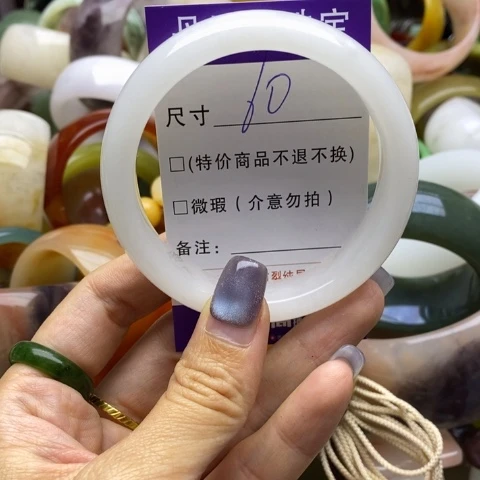 尺寸 60
□(特价商品不退不换)
□微瑕（介意勿拍）
备注：